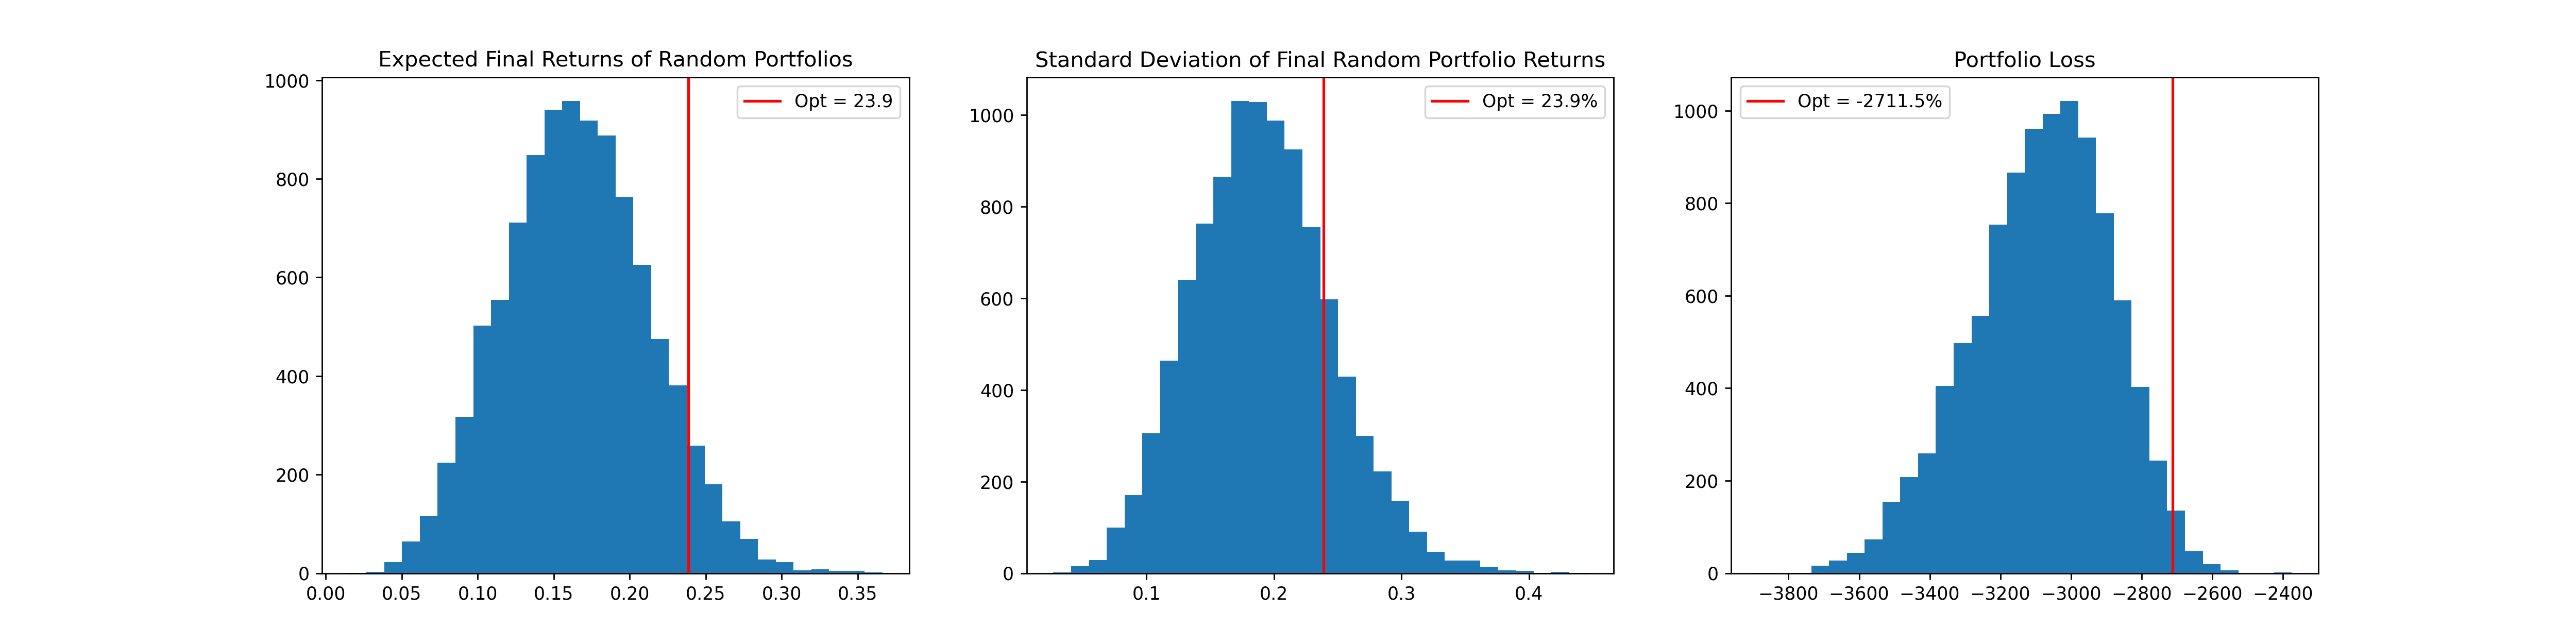 Expected Final Returns of Random Portfolios
Opt = 23.9
1000
800
600
400
200
0
0.00 0.05 0.10 0.15 0.20 0.25 0.30 0.35
Standard Deviation of Final Random Portfolio Returns
Opt = 23.9%
1000
800
600
400
200
0
0.1 0.2 0.3 0.4
Portfolio Loss
Opt = -2711.5%
1000
800
600
400
200
0
−3800 −3600 −3400 −3200 −3000 −2800 −2600 −2400